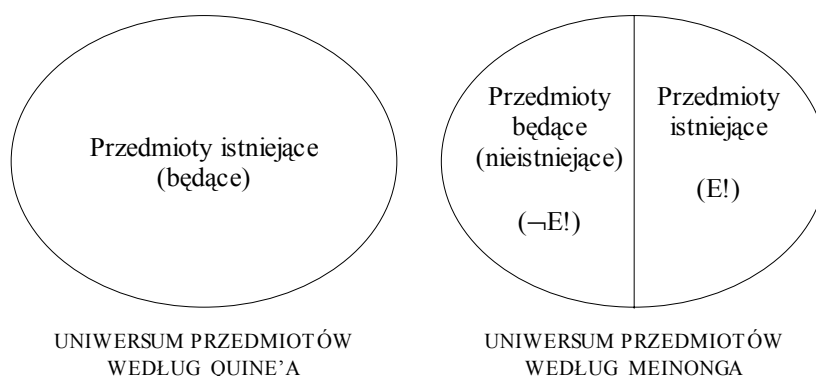 Przedmioty istniejące
(będące)
UNIWERSUM PRZEDMIOTÓW
WEDŁUG QUINE’A
Przedmioty
będące
(nieistniejące)
(¬E!)
Przedmioty
istniejące
(E!)
UNIWERSUM PRZEDMIOTÓW
WEDŁUG MEINONGA